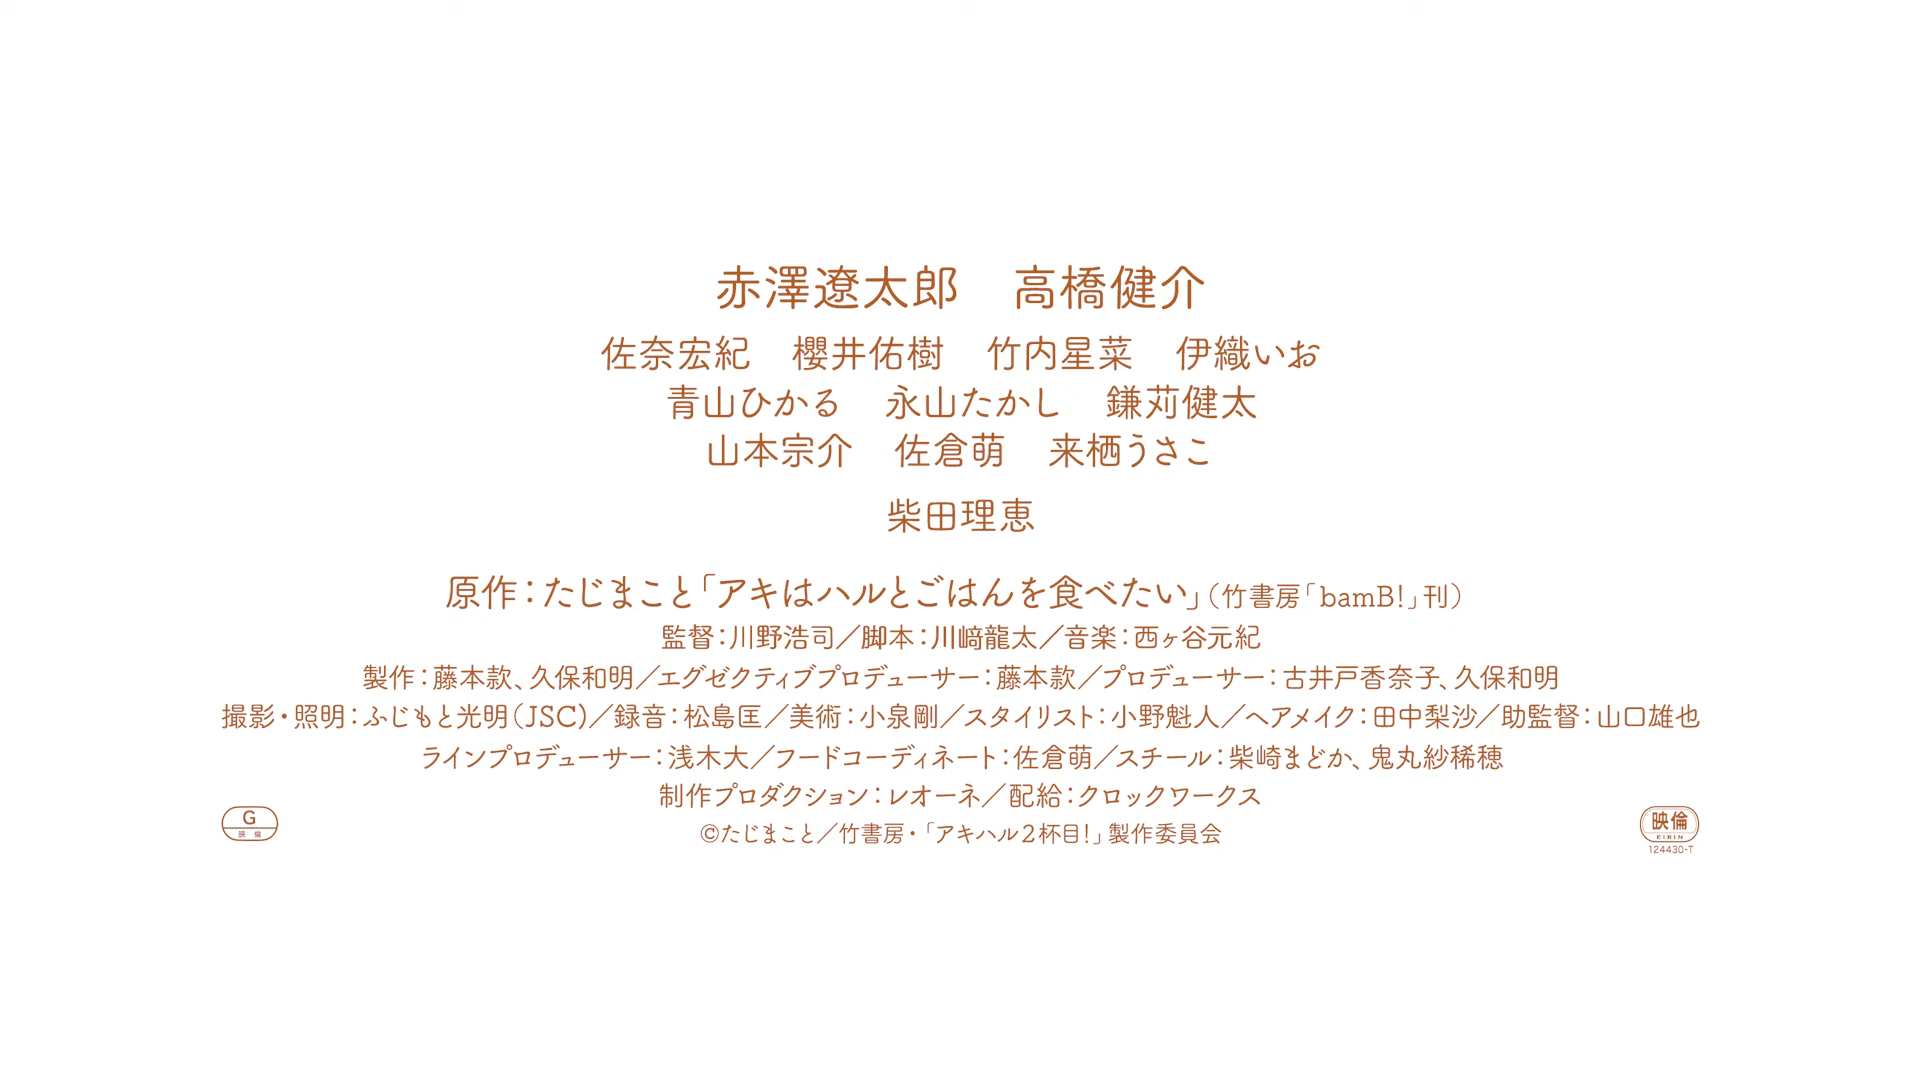 赤澤遼太郎　高橋健介
佐奈宏紀　櫻井佑樹　竹内星菜　伊織いお
青山ひかる　永山たかし　鎌苅健太
山本宗介　佐倉萌　来栖うさこ
柴田理恵
原作：たじまこと「アキはハルとごはんを食べたい」（竹書房「bamB!」刊）
監督：川野浩司／脚本：川﨑龍太／音楽：西ヶ谷元紀
製作：藤本款、久保和明／エグゼクティブプロデューサー：藤本款／プロデューサー：古井戸香奈子、久保和明
撮影・照明：ふじもと光明（JSC）／録音：松島匡／美術：小泉剛／スタイリスト：小野魁人／ヘアメイク：田中梨沙／助監督：山口雄也
ラインプロデューサー：浅木大／フードコーディネート：佐倉萌／スチール：柴崎まどか、鬼丸紗稀穂
制作プロダクション：レオーネ／配給：クロックワークス
©たじまこと／竹書房・「アキハル２杯目！」製作委員会
G
映倫
映倫
EIRIN
124430-T